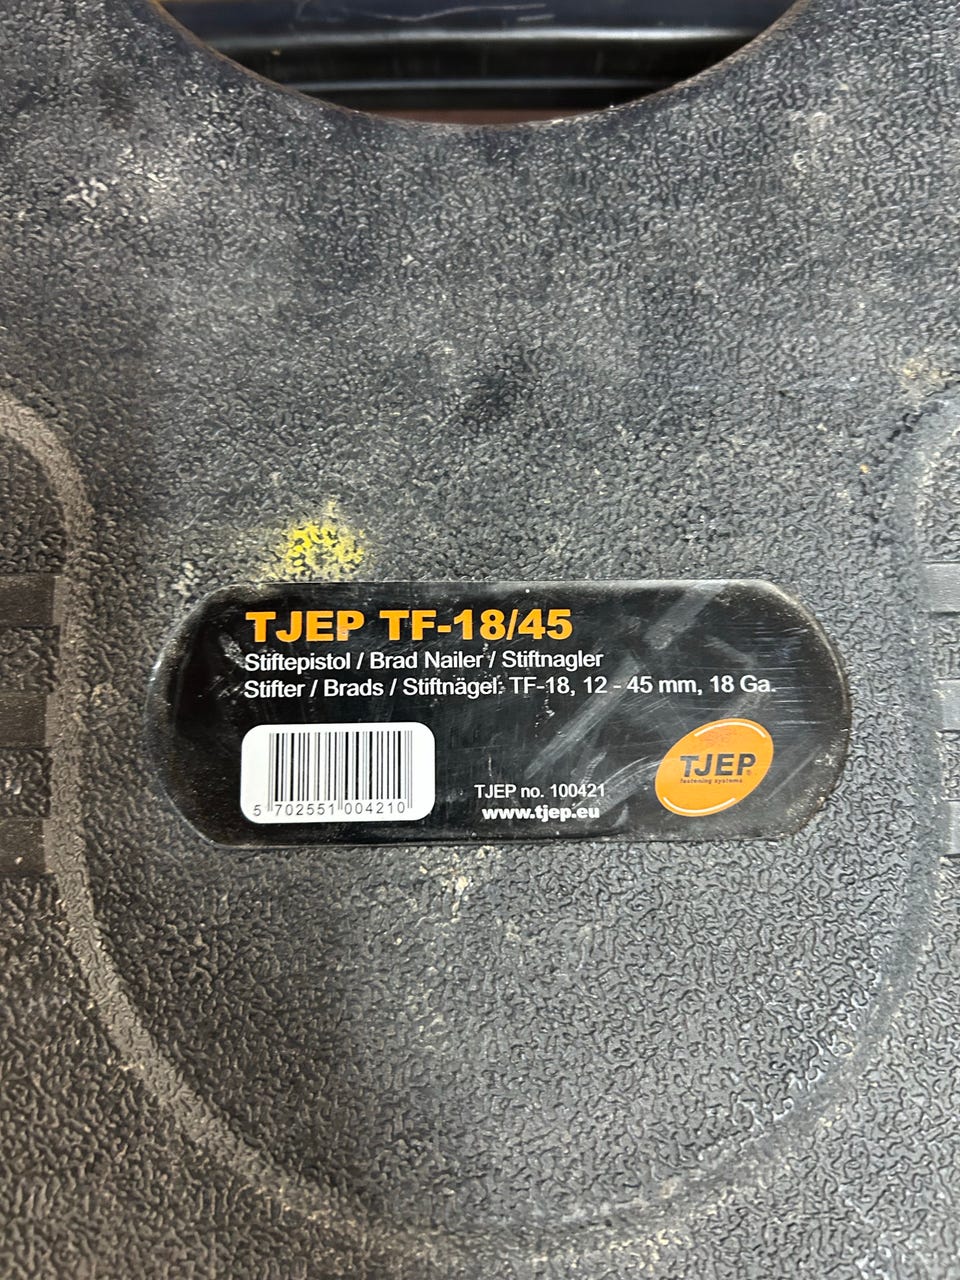 TJEP TF-18/45
Stiftepistol / Brad Nailer / Stiftnagler
Stifter / Brads / Stiftnägel: TF-18, 12 - 45 mm, 18 Ga.
5 702551 004210
TJEP no. 100421
www.tjep.eu
TJEP®
fastening systems